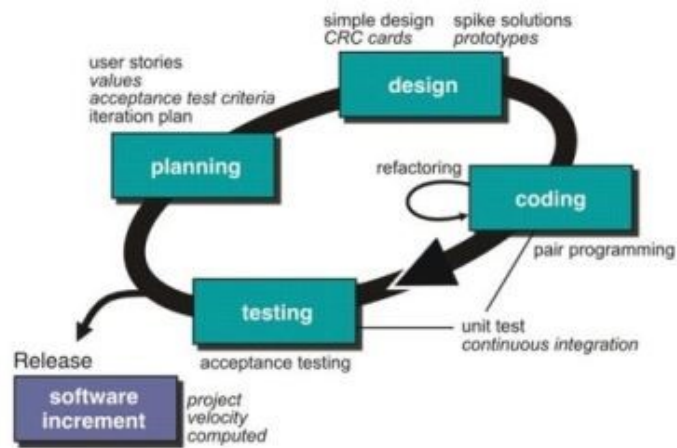 simple design
CRC cards
spike solutions
prototypes
design
user stories
values
acceptance test criteria
iteration plan
planning
refactoring
coding
pair programming
testing
unit test
continuous integration
acceptance testing
Release
software
increment
project
velocity
computed